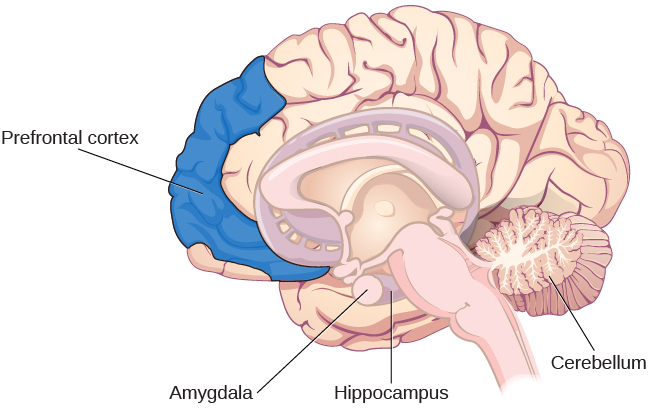 Prefrontal cortex
Cerebellum
Amygdala
Hippocampus